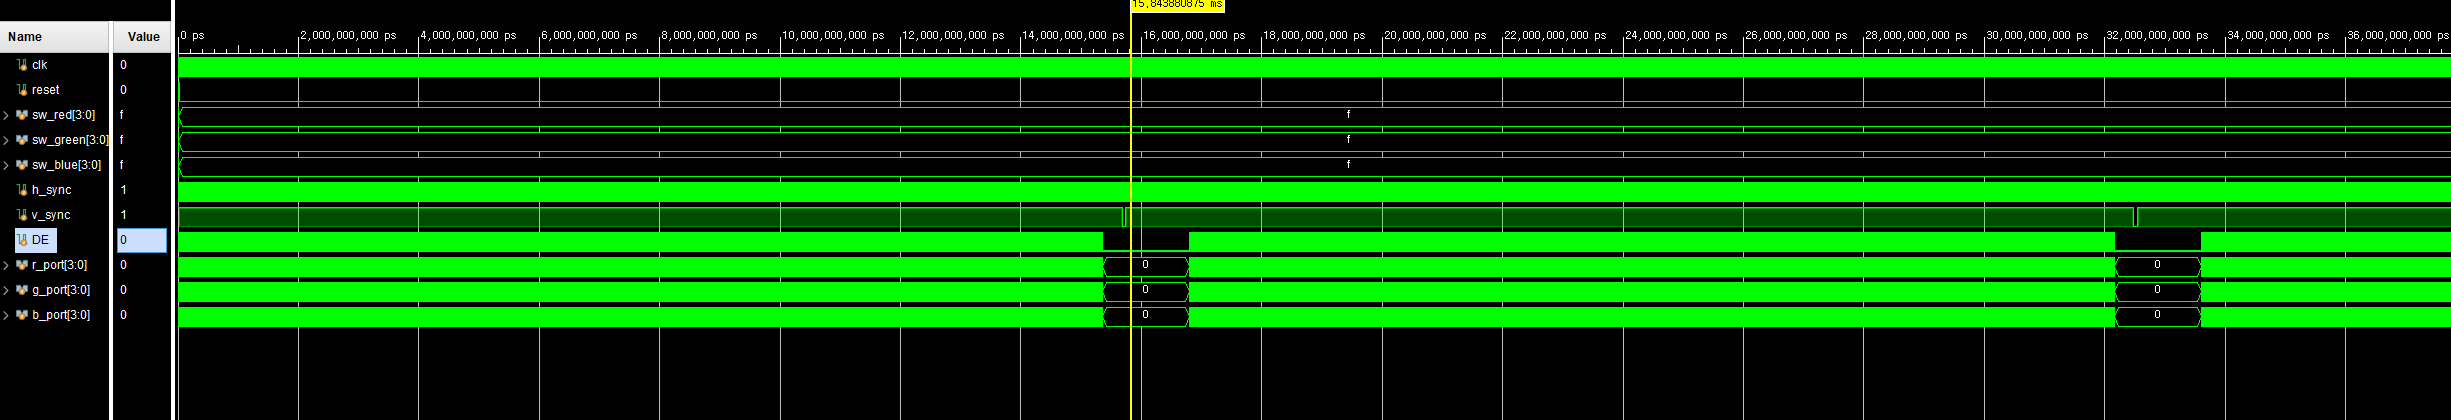 15,843880875 ms
Name Value
0 ps 2,000,000,000 ps 4,000,000,000 ps 6,000,000,000 ps 8,000,000,000 ps 10,000,000,000 ps 12,000,000,000 ps 14,000,000,000 ps 16,000,000,000 ps 18,000,000,000 ps 20,000,000,000 ps 22,000,000,000 ps 24,000,000,000 ps 26,000,000,000 ps 28,000,000,000 ps 30,000,000,000 ps 32,000,000,000 ps 34,000,000,000 ps 36,000,000,000 ps
clk 0
reset 0
sw_red[3:0] f f
sw_green[3:0] f f
sw_blue[3:0] f f
h_sync 1
v_sync 1
DE 0
r_port[3:0] 0 0 0
g_port[3:0] 0 0 0
b_port[3:0] 0 0 0